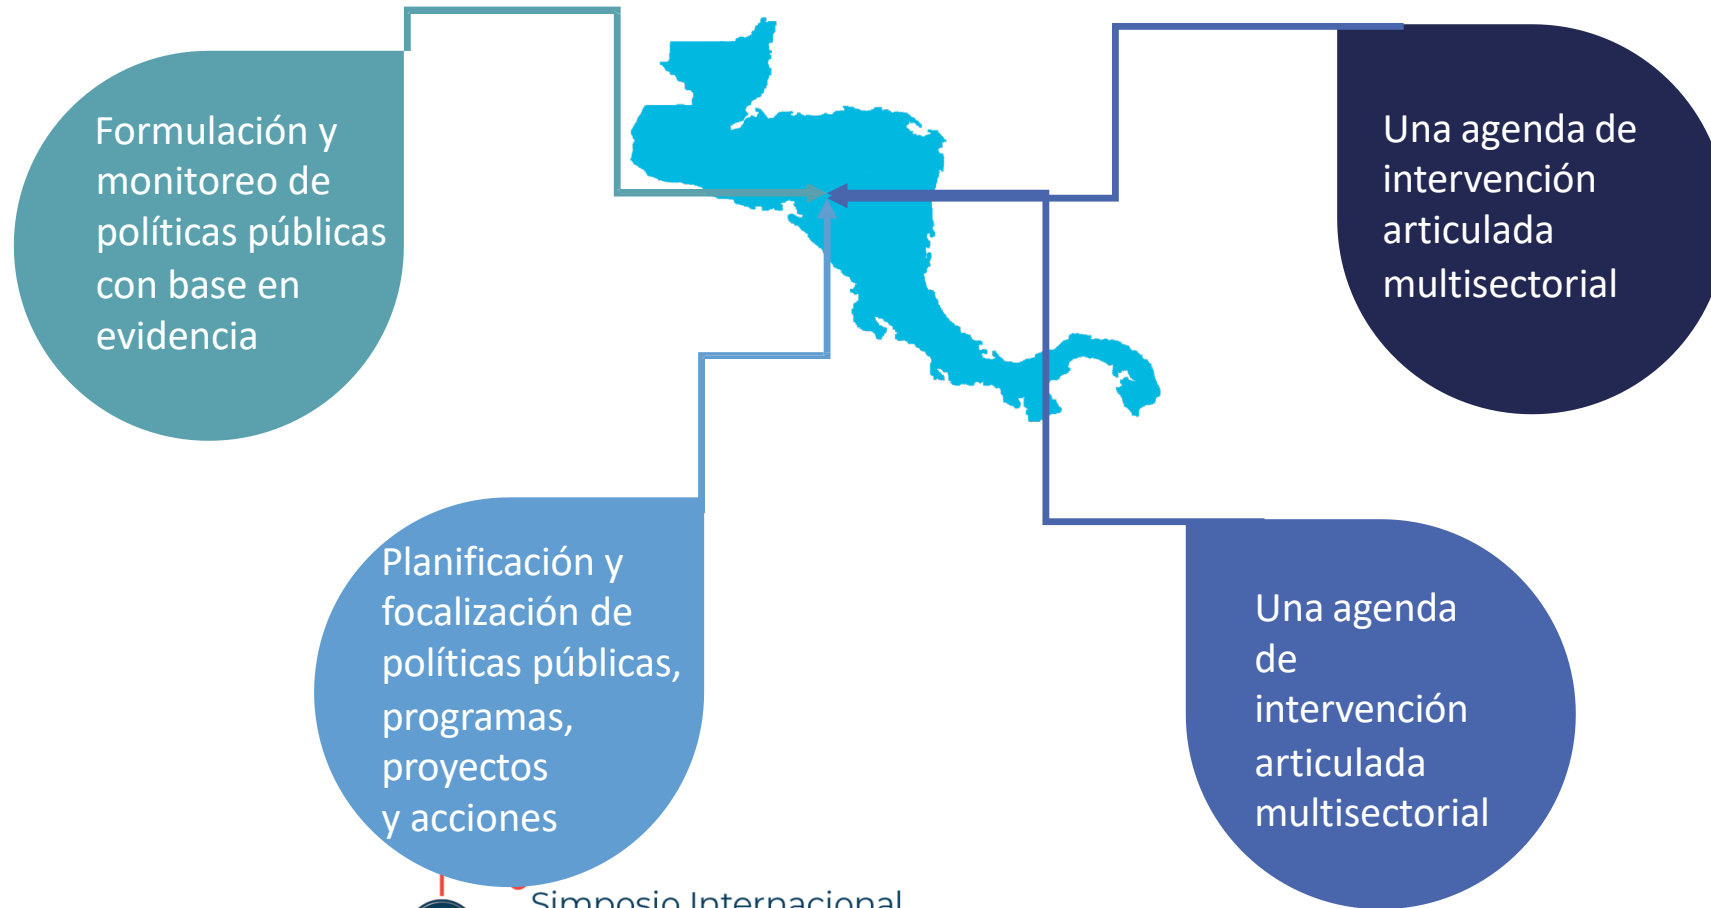 Formulación y
monitoreo de
políticas públicas
con base en
evidencia
Una agenda de
intervención
articulada
multisectorial
Planificación y
focalización de
políticas públicas,
programas,
proyectos
y acciones
Una agenda
de
intervención
articulada
multisectorial
Simposio Internacional